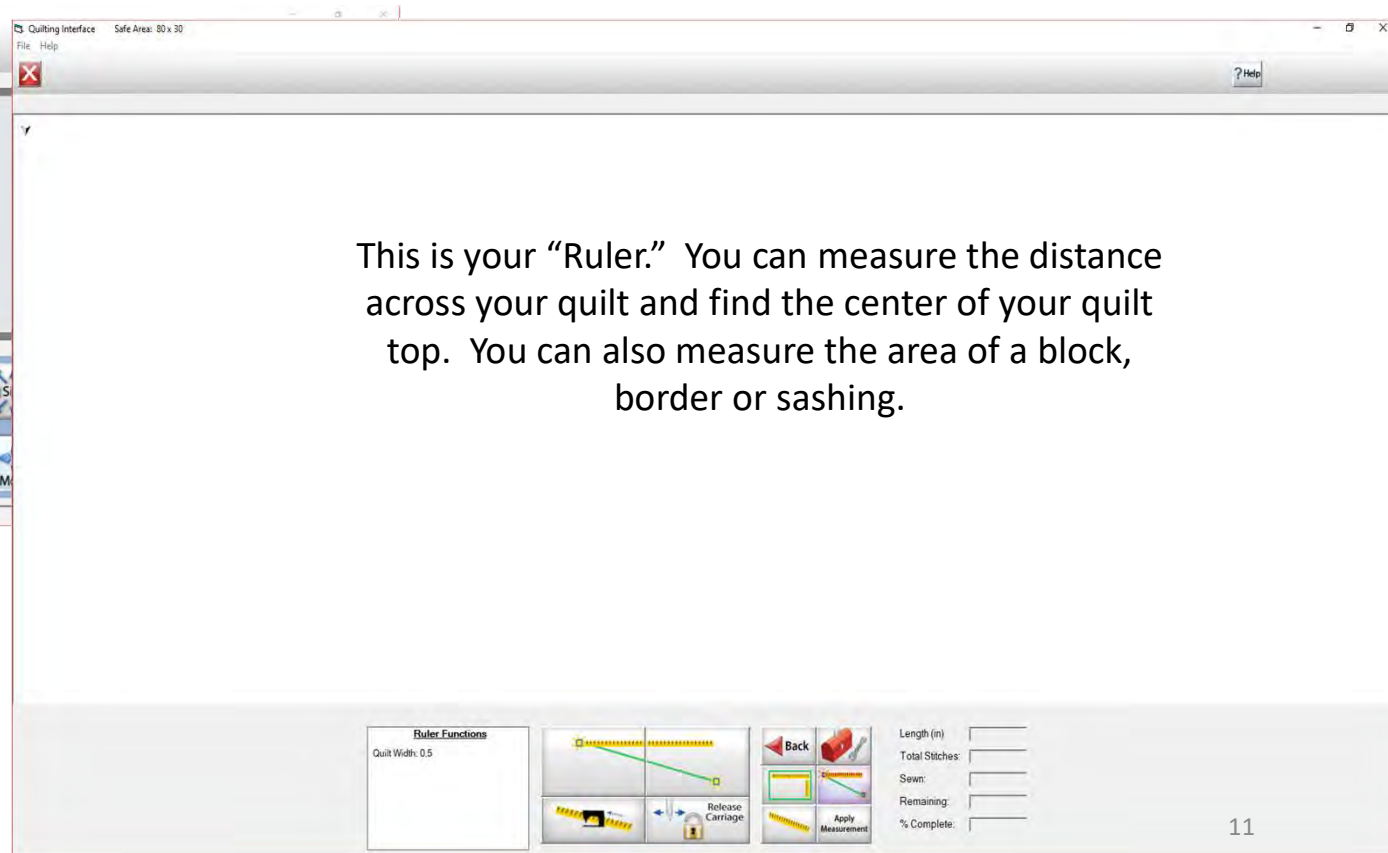 Quilting Interface Safe Area: 80 x 30
File Help
? Help
This is your “Ruler.” You can measure the distance
across your quilt and find the center of your quilt
top. You can also measure the area of a block,
border or sashing.
Ruler Functions
Quilt Width: 0.5
Release
Carriage
Back
Apply
Measurement
Length (in)
Total Stitches:
Sewn:
Remaining:
% Complete:
11